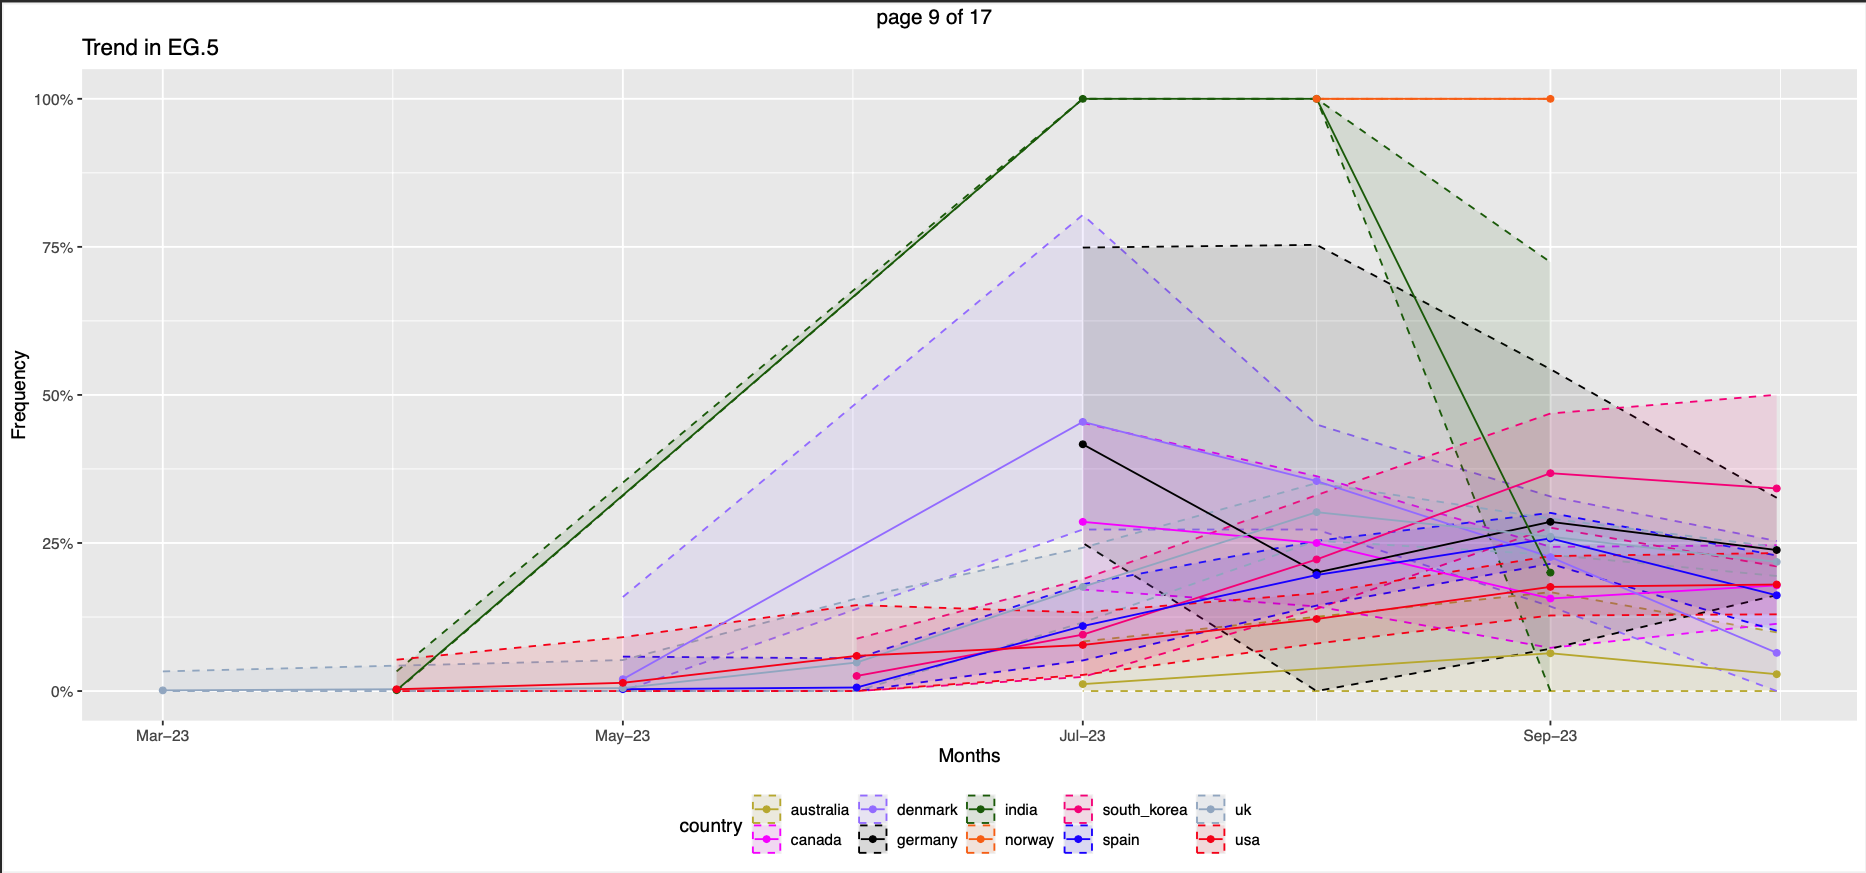 page 9 of 17
Trend in EG.5
100%
75%
50%
25%
0%
Frequency
Mar–23 May–23 Jul–23 Sep–23
Months
country
australia denmark india south_korea uk
canada germany norway spain usa